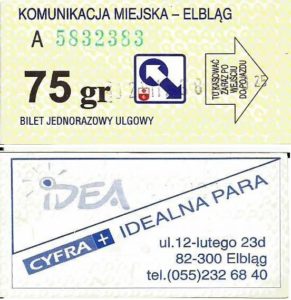 KOMUNIKACJA MIEJSKA – ELBLĄG
A 5832383
75 gr
TU KASOWAĆ
ZARAZ PO
WEJŚCIU
DO POJAZDU
BILET JEDNORAZOWY ULGOWY
iDEA
CYFRA +
IDEALNA PARA
ul.12-lutego 23d
82-300 Elbląg
tel.(055)232 68 40